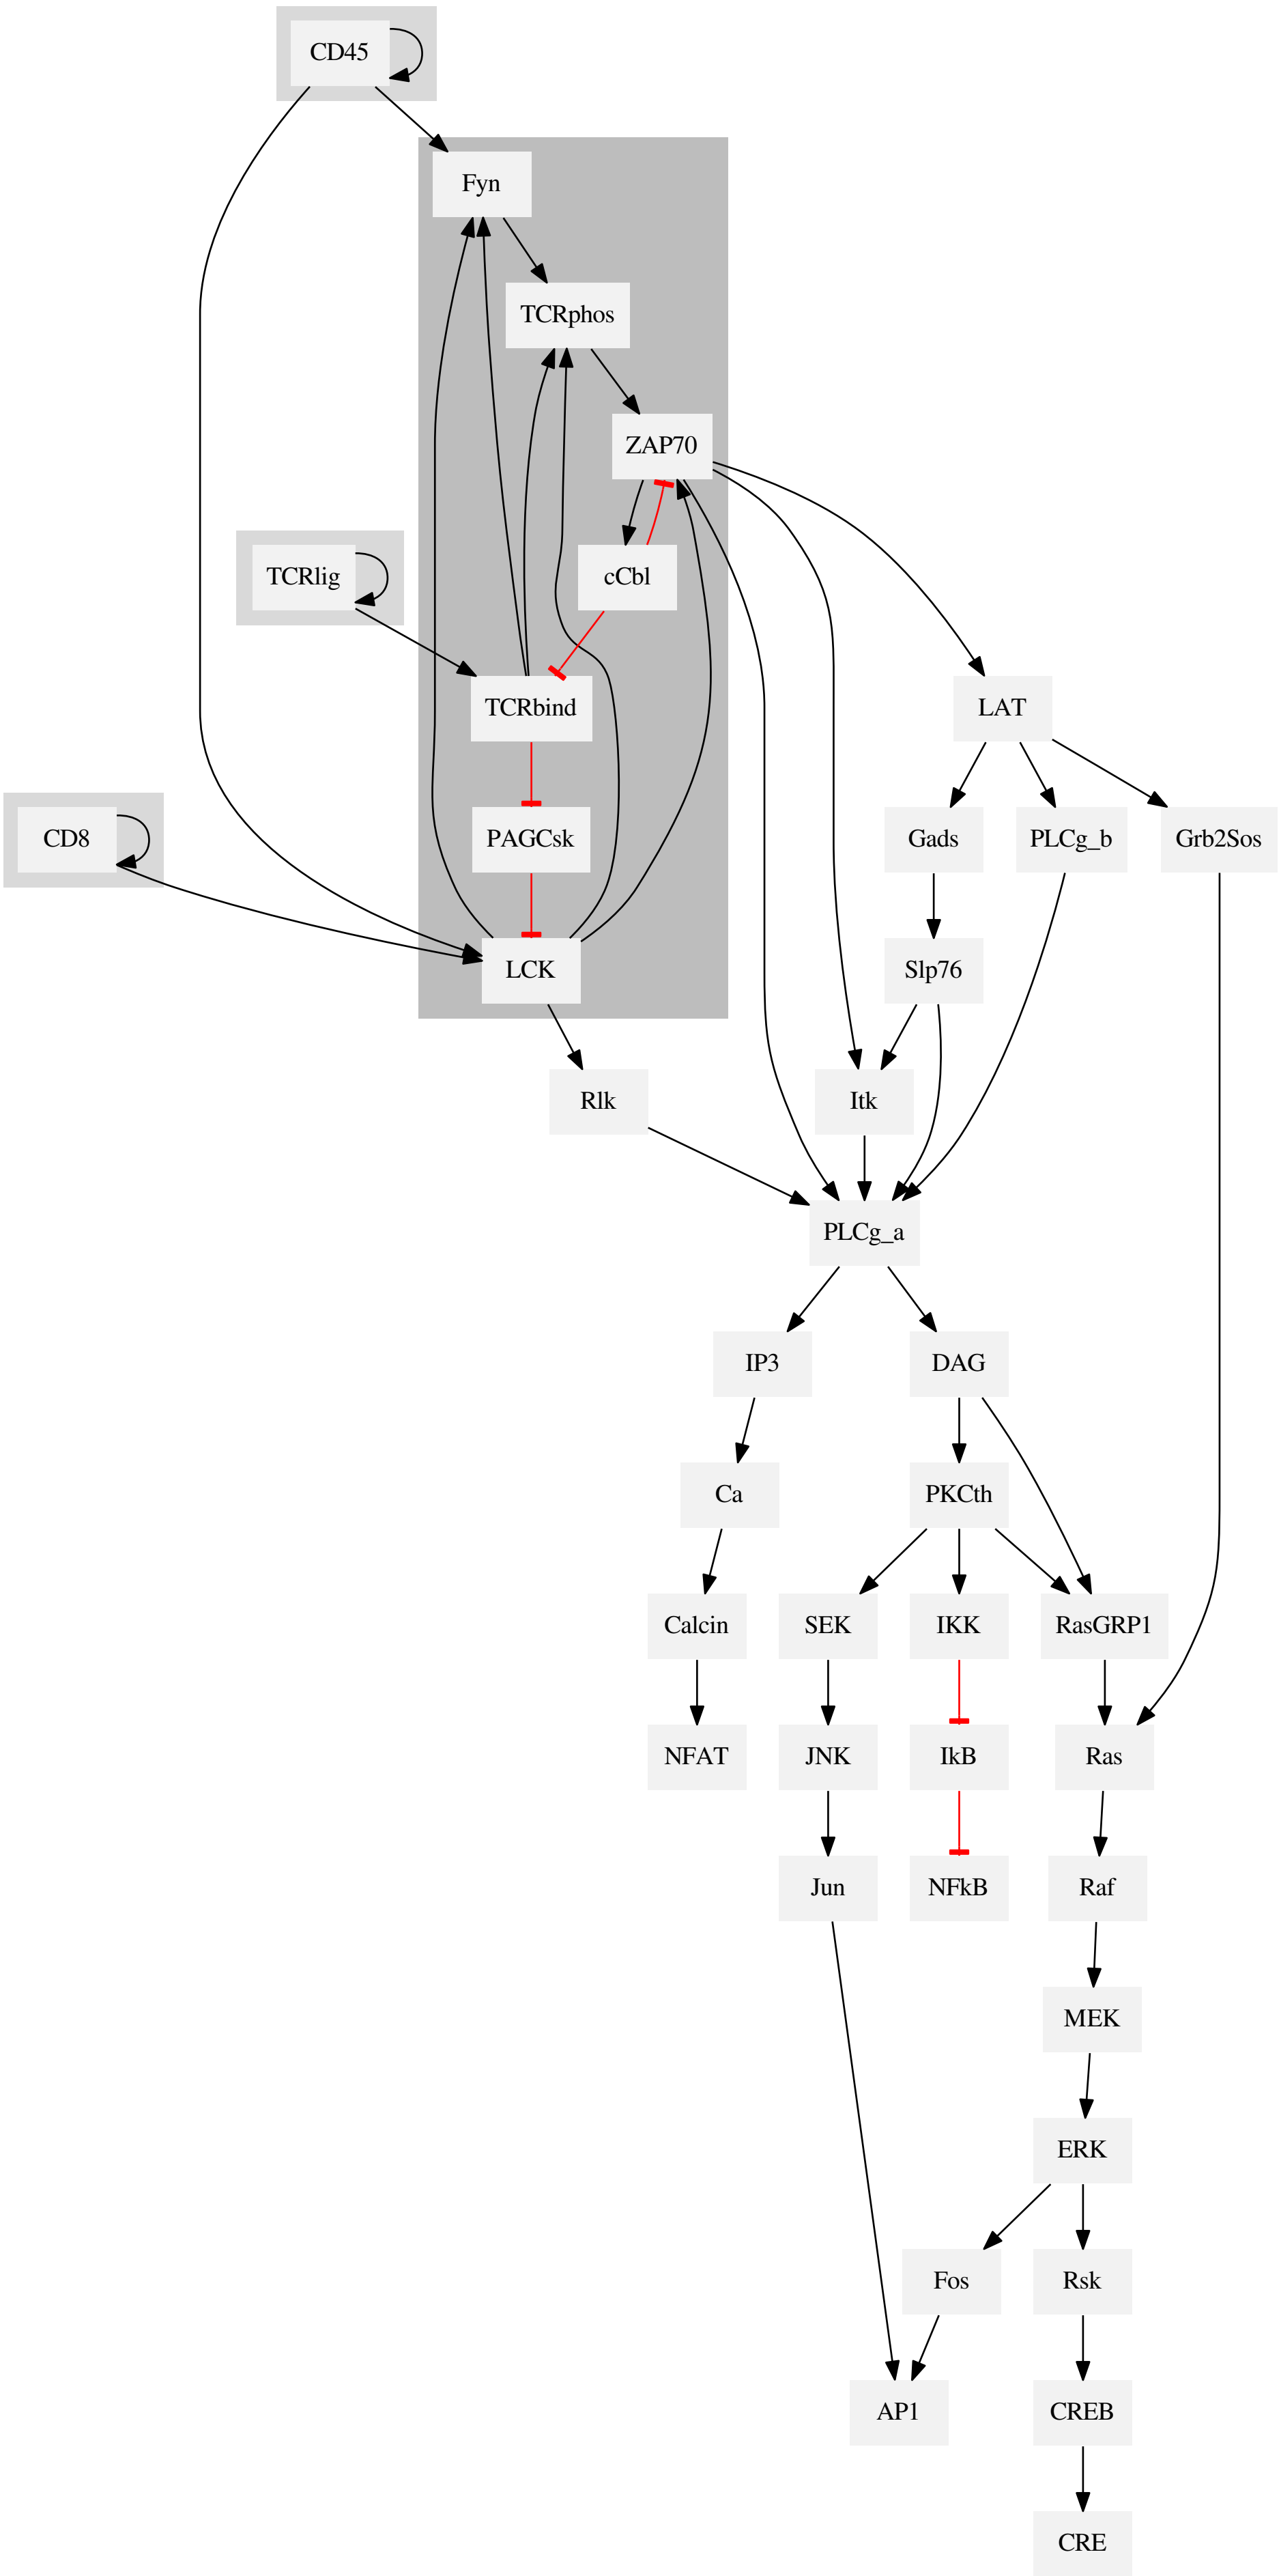 CD45
Fyn
TCRphos
ZAP70
TCRlig
cCbl
TCRbind
LAT
CD8
PAGCsk
Gads
PLCg_b
Grb2Sos
LCK
Slp76
Rlk
Itk
PLCg_a
IP3
DAG
Ca
PKCth
Calcin
SEK
IKK
RasGRP1
NFAT
JNK
IkB
Ras
Jun
NFkB
Raf
MEK
ERK
Fos
Rsk
AP1
CREB
CRE